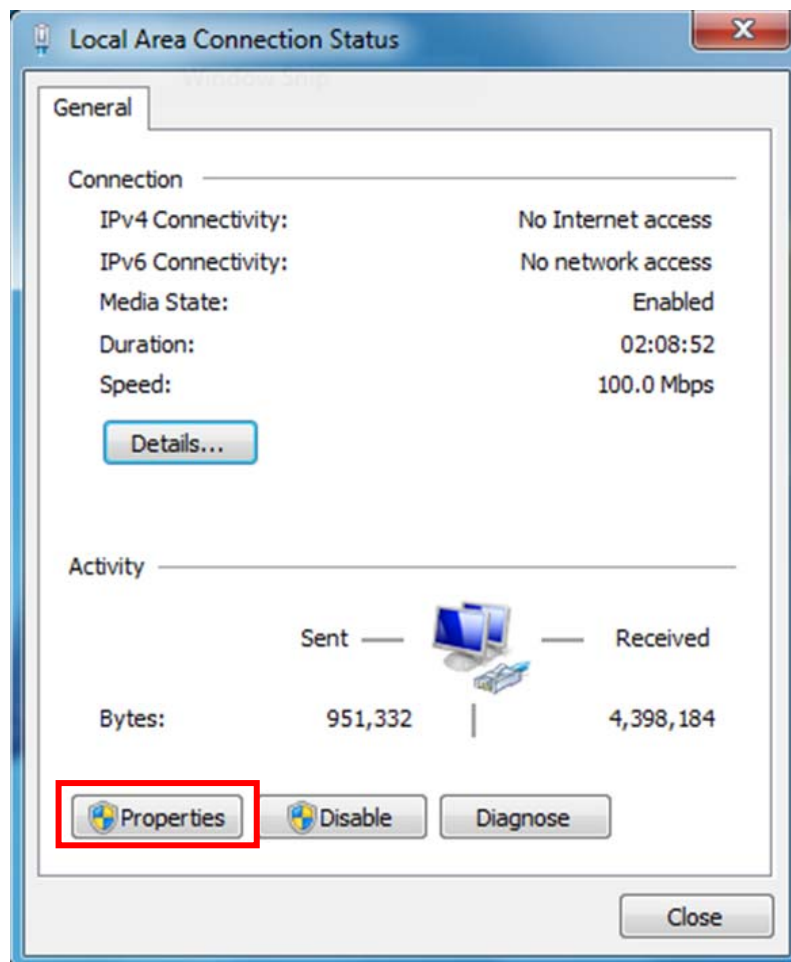 Local Area Connection Status
Window Snip
General
Connection
IPv4 Connectivity: No Internet access
IPv6 Connectivity: No network access
Media State: Enabled
Duration: 02:08:52
Speed: 100.0 Mbps
Details...
Activity
Sent Received
Bytes: 951,332 4,398,184
Properties Disable Diagnose
Close